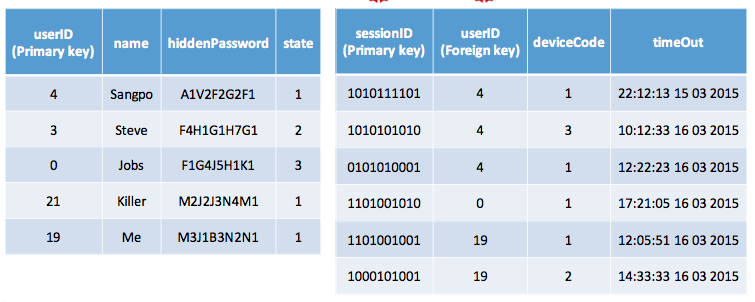 userID
(Primary key) name hiddenPassword state
4 Sangpo A1V2F2G2F1 1
3 Steve F4H1G1H7G1 2
0 Jobs F1G4J5H1K1 3
21 Killer M2J2J3N4M1 1
19 Me M3J1B3N2N1 1
sessionID userID
(Primary key) (Foreign key) deviceCode timeOut
1010111101 4 1 22:12:13 15 03 2015
1010101010 4 3 10:12:33 16 03 2015
0101010001 4 1 12:22:23 16 03 2015
1101001010 0 1 17:21:05 16 03 2015
1101001001 19 1 12:05:51 16 03 2015
1000101001 19 2 14:33:33 16 03 2015